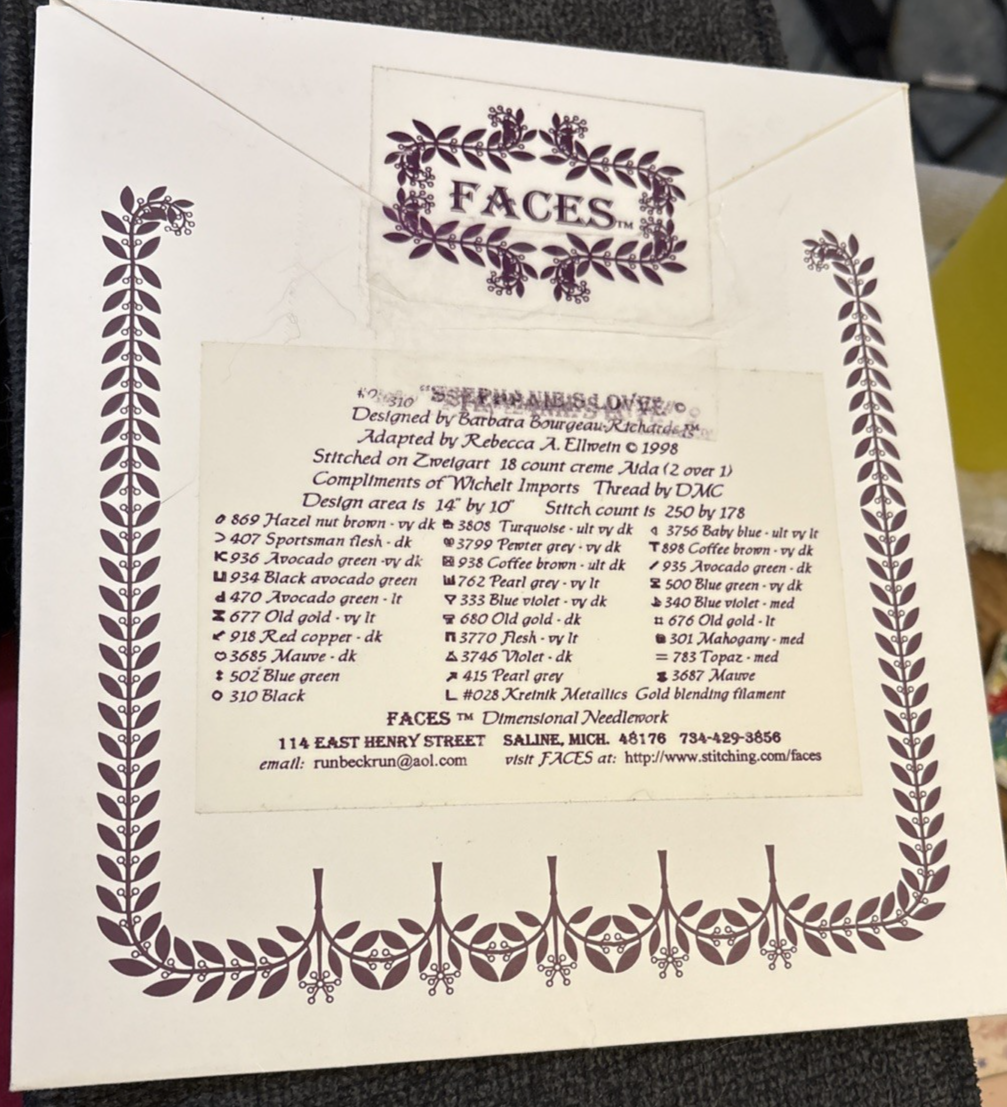 FACES™
310 "STEPHANIE'S LOVE" ©
Designed by Barbara Bourgeau-Richards
Adapted by Rebecca A. Ellwein © 1998
Stitched on Zweigart 18 count creme Aida (2 over 1)
Compliments of Wichelt Imports Thread by DMC
Design area is 14" by 10" Stitch count is 250 by 178
869 Hazel nut brown - vy dk 3808 Turquoise - ult vy dk 3756 Baby blue - ult vy lt
407 Sportsman flesh - dk 3799 Pewter grey - vy dk 898 Coffee brown - vy dk
936 Avocado green - vy dk 938 Coffee brown - ult dk 935 Avocado green - dk
934 Black avocado green 762 Pearl grey - vy lt 500 Blue green - vy dk
470 Avocado green - lt 333 Blue violet - vy dk 340 Blue violet - med
677 Old gold - vy lt 680 Old gold - dk 676 Old gold - lt
918 Red copper - dk 3770 Flesh - vy lt 301 Mahogany - med
3685 Mauve - dk 3746 Violet - dk 783 Topaz - med
502 Blue green 415 Pearl grey 3687 Mauve
310 Black L #028 Kreinik Metallics Gold blending filament
FACES ™ Dimensional Needlework
114 EAST HENRY STREET SALINE, MICH. 48176 734-429-3856
email: runbeckrun@aol.com visit FACES at: http://www.stitching.com/faces